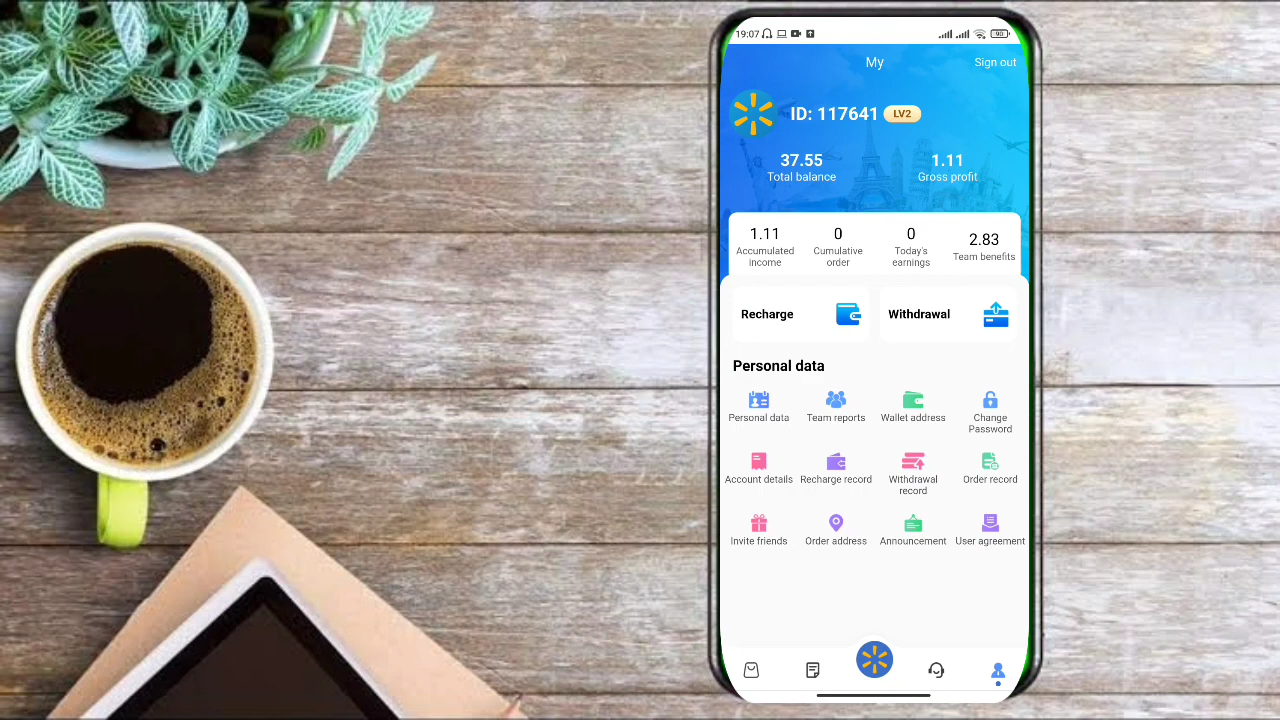 19:07
90
My
Sign out
ID: 117641 LV2
37.55
1.11
Total balance
Gross profit
1.11
0
0
2.83
Accumulated income
Cumulative order
Today's earnings
Team benefits
Recharge
Withdrawal
Personal data
Personal data
Team reports
Wallet address
Change Password
Account details
Recharge record
Withdrawal record
Order record
Invite friends
Order address
Announcement
User agreement